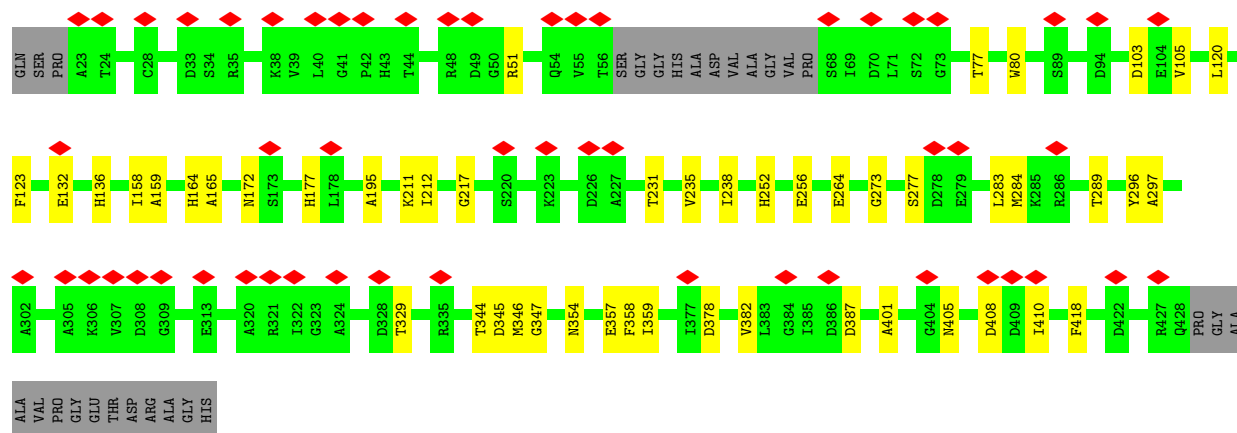 GLN SER PRO A23 T24 C28 D33 S34 R35 K38 V39 L40 G41 P42 H43 T44 R48 D49 G50 R51 Q54 V55 T56 SER GLY GLY HIS ALA ASP VAL ALA GLY VAL PRO S68 I69 D70 L71 S72 G73 T77 W80 S89 D94 D103 E104 V105 L120
F123 E132 H136 I158 A159 H164 A165 N172 S173 H177 L178 A195 K211 I212 G217 S220 K223 D226 A227 T231 V235 I238 H252 E256 E264 G273 S277 D278 E279 L283 M284 K285 R286 T289 Y296 A297
A302 A305 K306 V307 D308 G309 E313 A320 R321 I322 G323 A324 D328 T329 R335 T344 D345 M346 G347 N354 E357 F358 I359 I377 D378 V382 L383 G384 I385 D386 D387 A401 G404 N405 D408 D409 I410 F418 D422 R427 Q428 PRO GLY ALA
ALA VAL PRO GLY GLU THR ASP ARG ALA GLY HIS